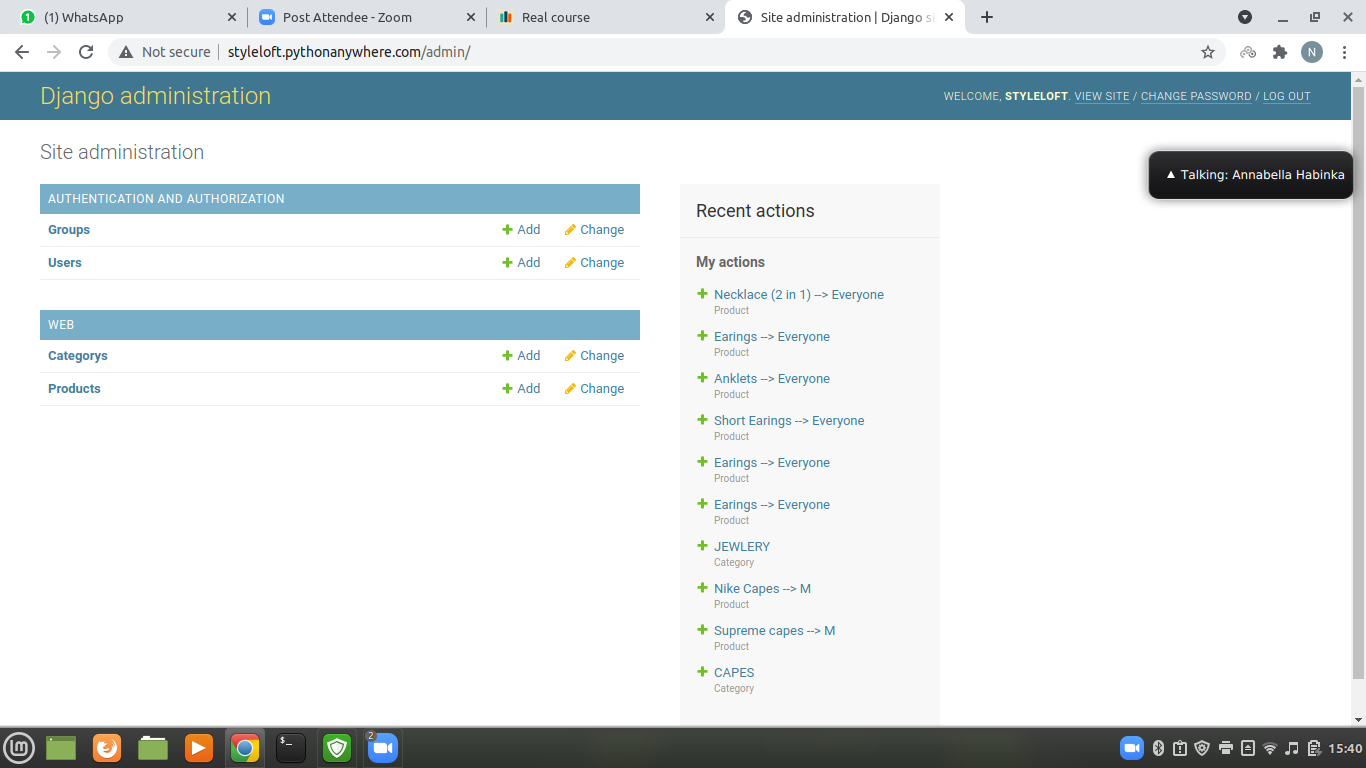 (1) WhatsApp
Post Attendee - Zoom
Real course
Site administration | Django si
Not secure
styleloft.pythonanywhere.com/admin/
N
Django administration
WELCOME, STYLELOFT. VIEW SITE / CHANGE PASSWORD / LOG OUT
Site administration
▲ Talking: Annabella Habinka
AUTHENTICATION AND AUTHORIZATION
Groups Add Change
Users Add Change
WEB
Categorys Add Change
Products Add Change
Recent actions
My actions
Necklace (2 in 1) --> Everyone
Product
Earings --> Everyone
Product
Anklets --> Everyone
Product
Short Earings --> Everyone
Product
Earings --> Everyone
Product
Earings --> Everyone
Product
JEWLERY
Category
Nike Capes --> M
Product
Supreme capes --> M
Product
CAPES
Category
2
15:40